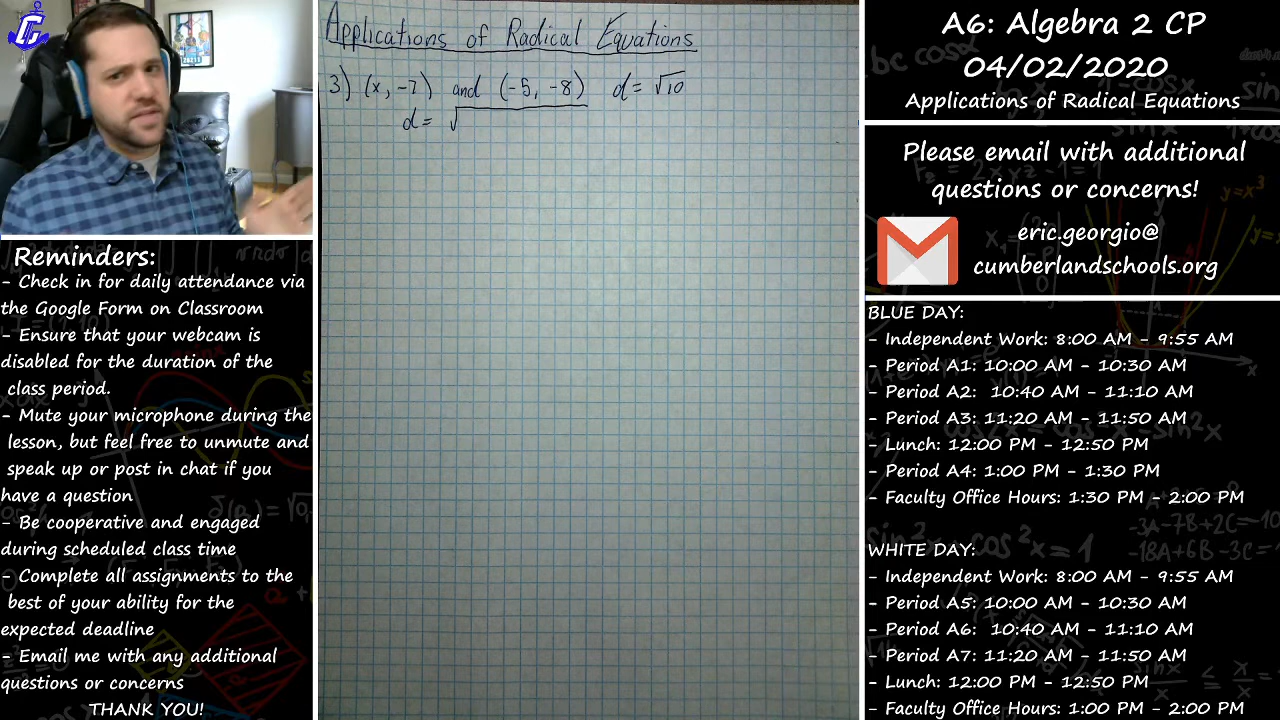 Applications of Radical Equations
3) (x, -7) and (-5, -8) d = √10
d = √
Reminders:
- Check in for daily attendance via
the Google Form on Classroom
- Ensure that your webcam is
disabled for the duration of the
class period.
- Mute your microphone during the
lesson, but feel free to unmute and
speak up or post in chat if you
have a question
- Be cooperative and engaged
during scheduled class time
- Complete all assignments to the
best of your ability for the
expected deadline
- Email me with any additional
questions or concerns
THANK YOU!
A6: Algebra 2 CP
04/02/2020
Applications of Radical Equations
Please email with additional
questions or concerns!
eric.georgio@
cumberlandschools.org
BLUE DAY:
- Independent Work: 8:00 AM - 9:55 AM
- Period A1: 10:00 AM - 10:30 AM
- Period A2: 10:40 AM - 11:10 AM
- Period A3: 11:20 AM - 11:50 AM
- Lunch: 12:00 PM - 12:50 PM
- Period A4: 1:00 PM - 1:30 PM
- Faculty Office Hours: 1:30 PM - 2:00 PM
WHITE DAY:
- Independent Work: 8:00 AM - 9:55 AM
- Period A5: 10:00 AM - 10:30 AM
- Period A6: 10:40 AM - 11:10 AM
- Period A7: 11:20 AM - 11:50 AM
- Lunch: 12:00 PM - 12:50 PM
- Faculty Office Hours: 1:00 PM - 2:00 PM